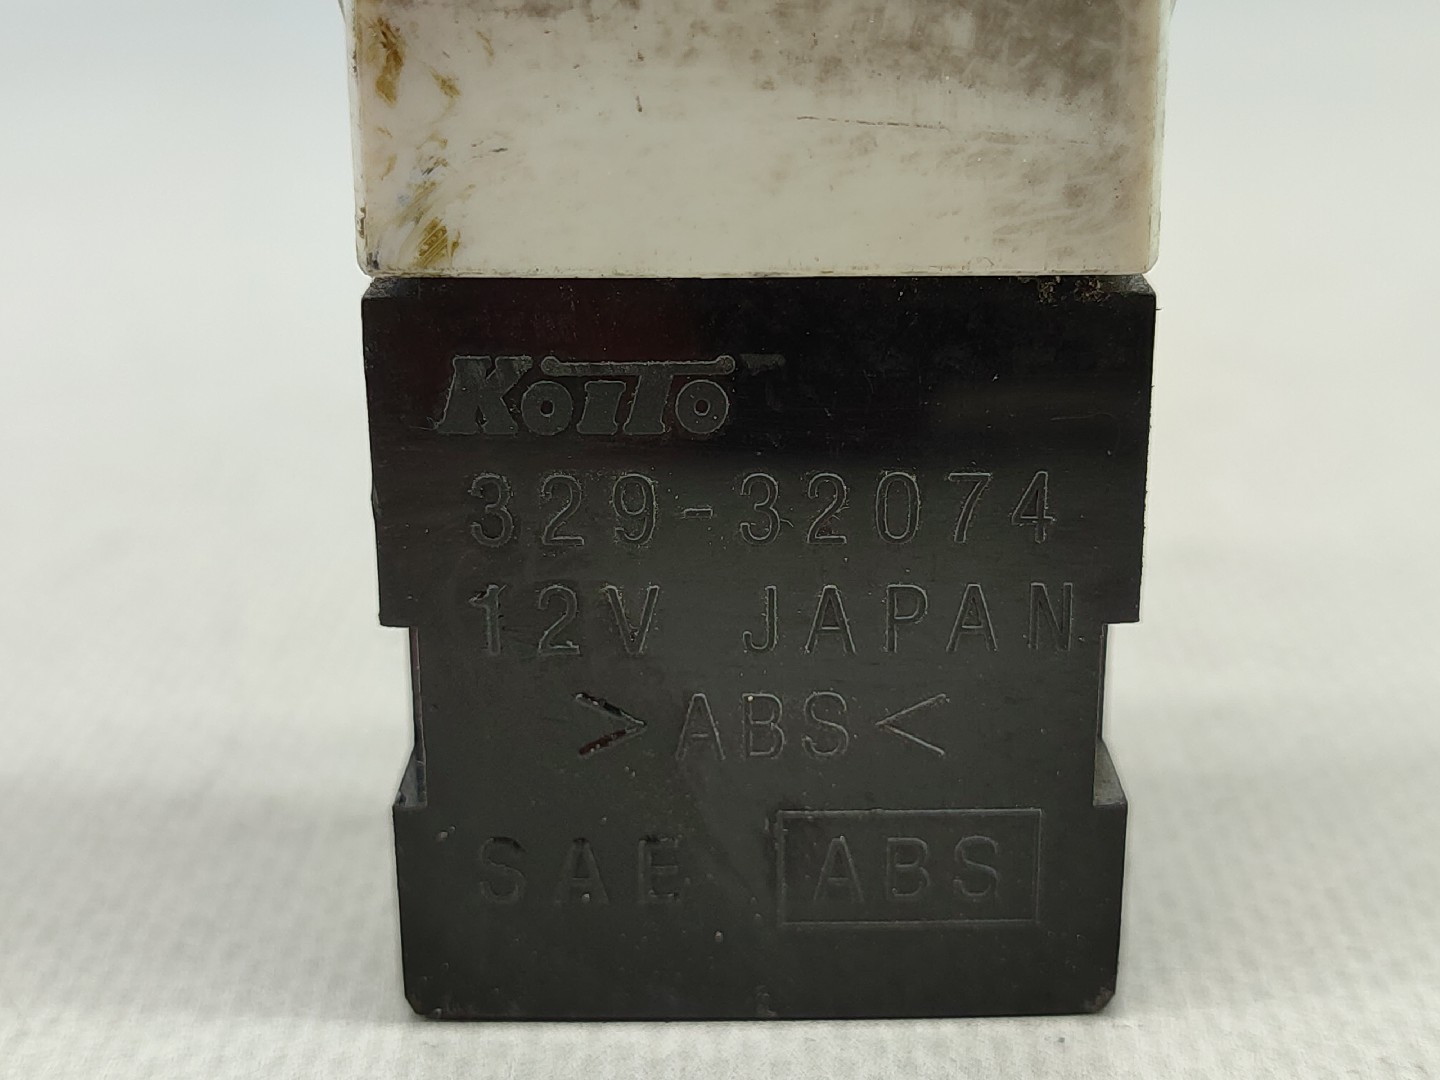 KOITO
329-32074
12V JAPAN
>ABS<
SAE ABS